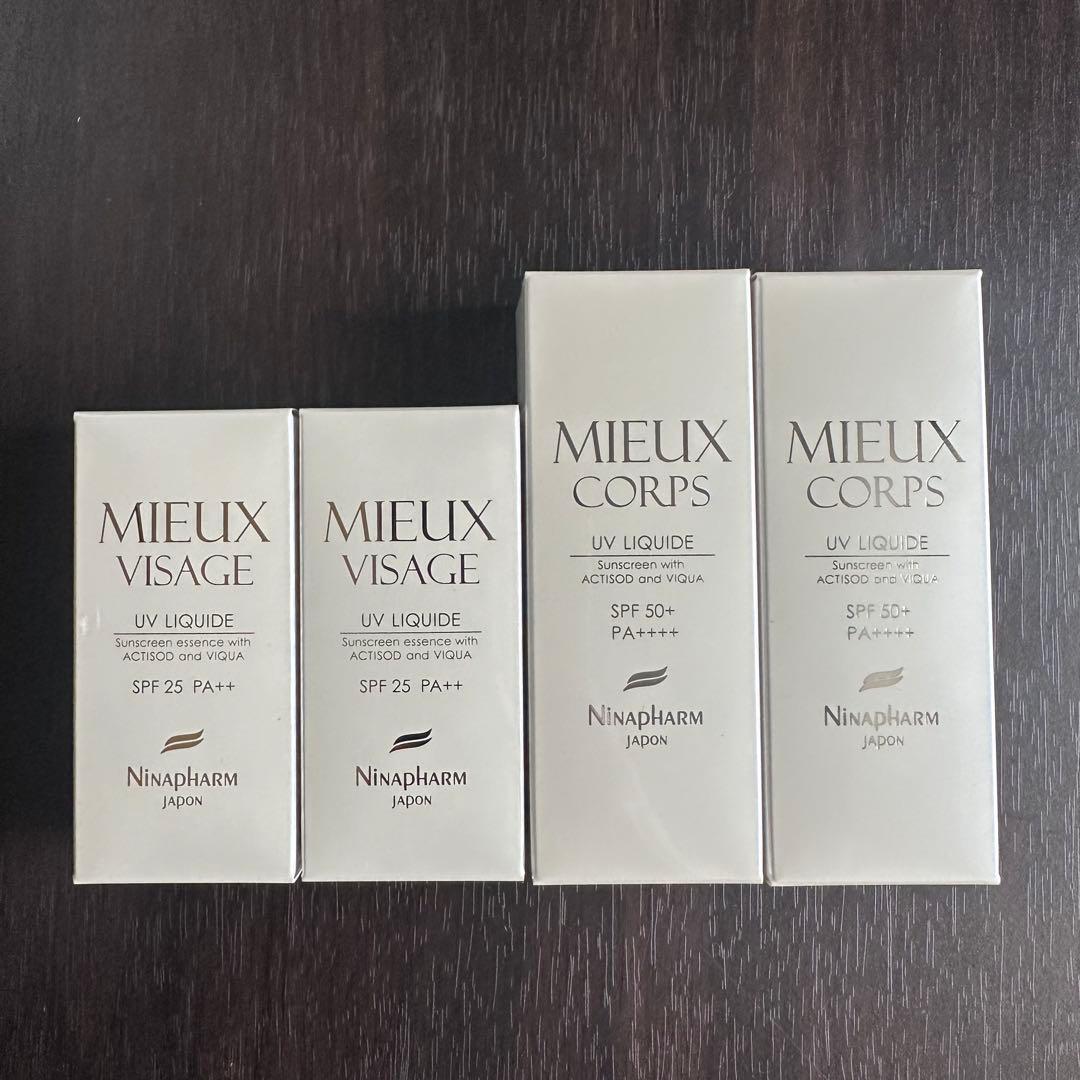 MIEUX
VISAGE
UV LIQUIDE
Sunscreen essence with
ACTISOD and VIQUA
SPF 25 PA++
NINAPHARM
JAPON
MIEUX
VISAGE
UV LIQUIDE
Sunscreen essence with
ACTISOD and VIQUA
SPF 25 PA++
NINAPHARM
JAPON
MIEUX
CORPS
UV LIQUIDE
Sunscreen with
ACTISOD and VIQUA
SPF 50+
PA++++
NINAPHARM
JAPON
MIEUX
CORPS
UV LIQUIDE
Sunscreen with
ACTISOD and VIQUA
SPF 50+
PA++++
NINAPHARM
JAPON